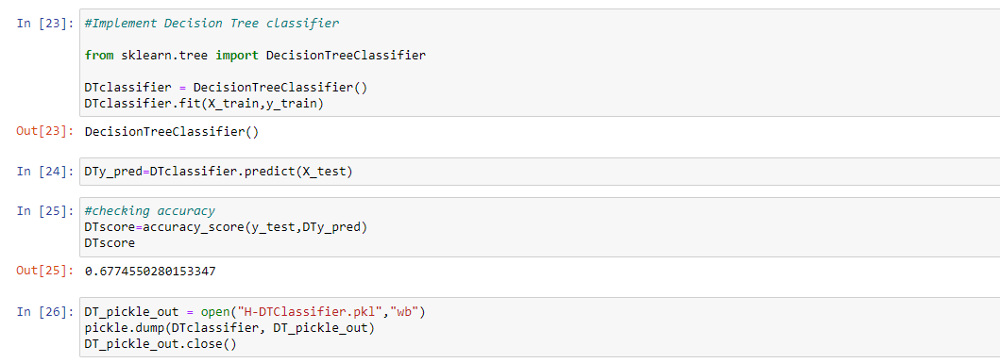 In [23]: #Implement Decision Tree classifier
from sklearn.tree import DecisionTreeClassifier
DTclassifier = DecisionTreeClassifier()
DTclassifier.fit(X_train,y_train)
Out[23]: DecisionTreeClassifier()
In [24]: DTy_pred=DTclassifier.predict(X_test)
In [25]: #checking accuracy
DTscore=accuracy_score(y_test,DTy_pred)
DTscore
Out[25]: 0.6774550280153347
In [26]: DT_pickle_out = open("H-DTClassifier.pkl","wb")
pickle.dump(DTclassifier, DT_pickle_out)
DT_pickle_out.close()